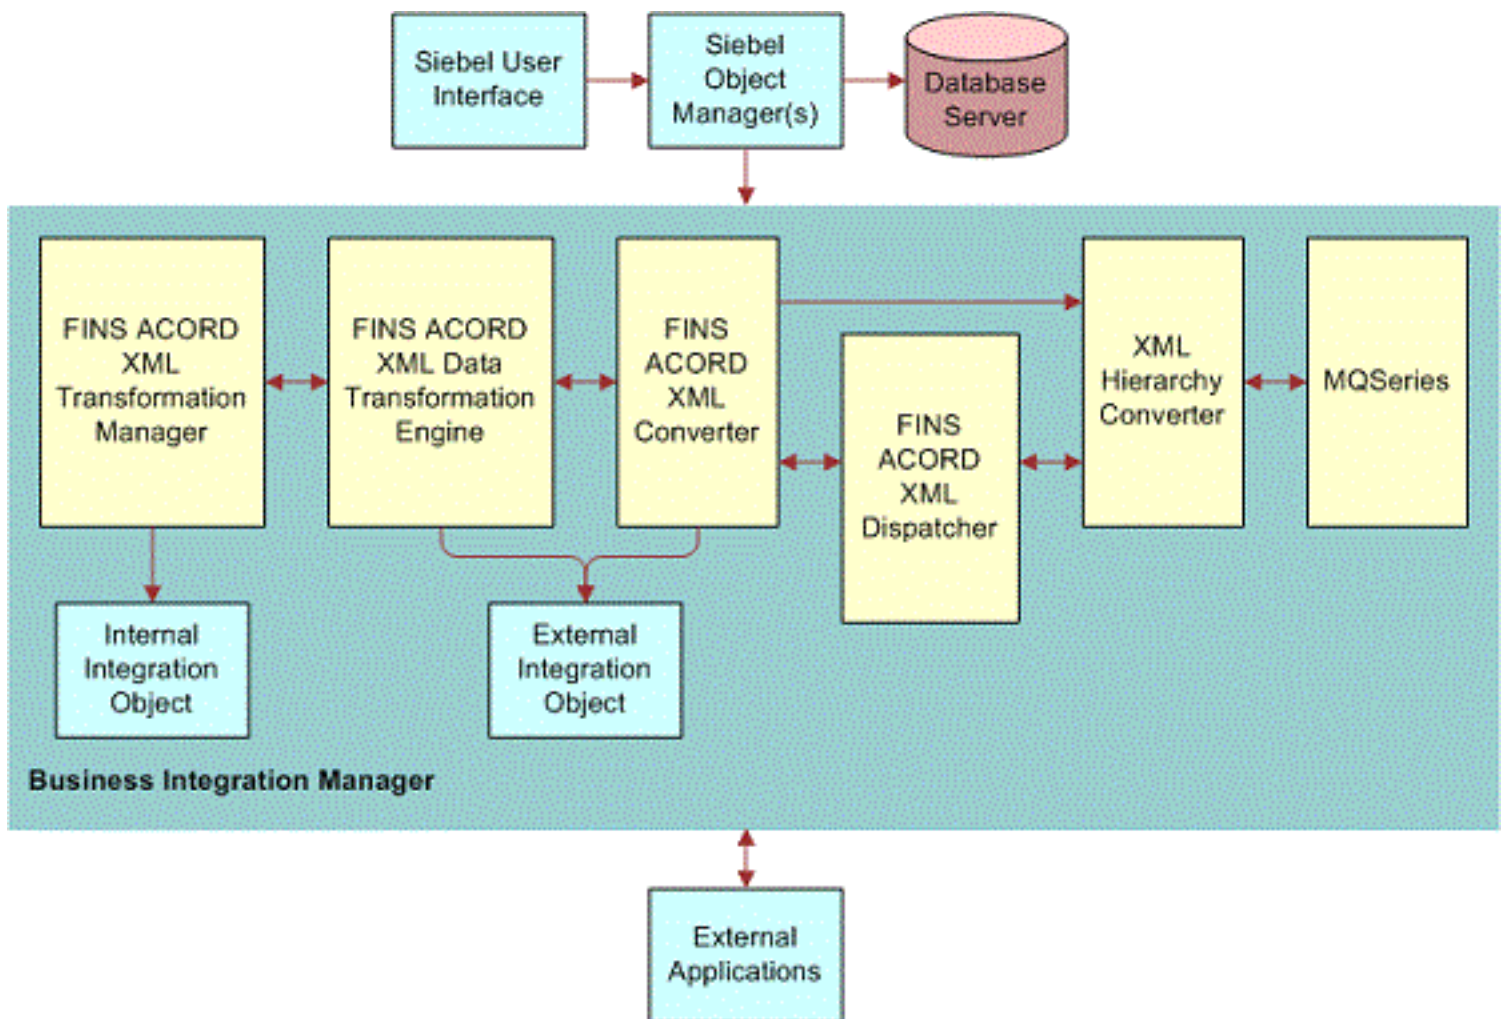 Siebel User
Interface
Siebel
Object
Manager(s)
Database
Server
FINS ACORD
XML
Transformation
Manager
FINS ACORD
XML Data
Transformation
Engine
FINS
ACORD
XML
Converter
FINS
ACORD
XML
Dispatcher
XML
Hierarchy
Converter
MQSeries
Internal
Integration
Object
External
Integration
Object
Business Integration Manager
External
Applications